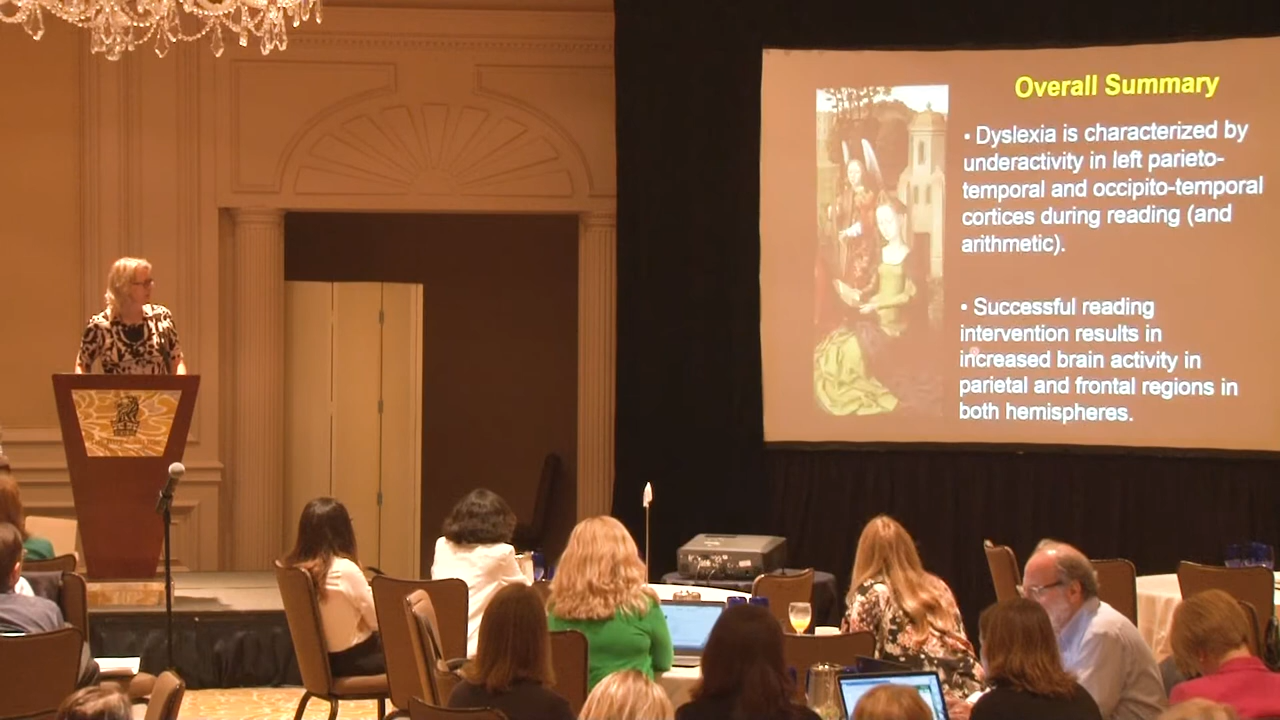 Overall Summary
• Dyslexia is characterized by
underactivity in left parieto-
temporal and occipito-temporal
cortices during reading (and
arithmetic).
• Successful reading
intervention results in
increased brain activity in
parietal and frontal regions in
both hemispheres.